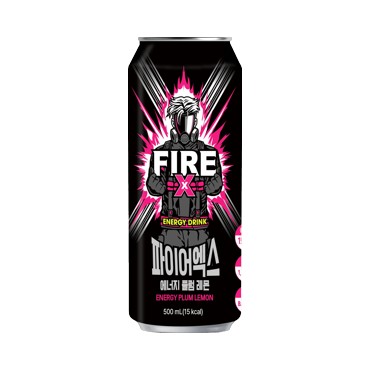 FIRE
X
ENERGY DRINK
파이어엑스
에너지 플럼 레몬
ENERGY PLUM LEMON
500 mL(15 kcal)